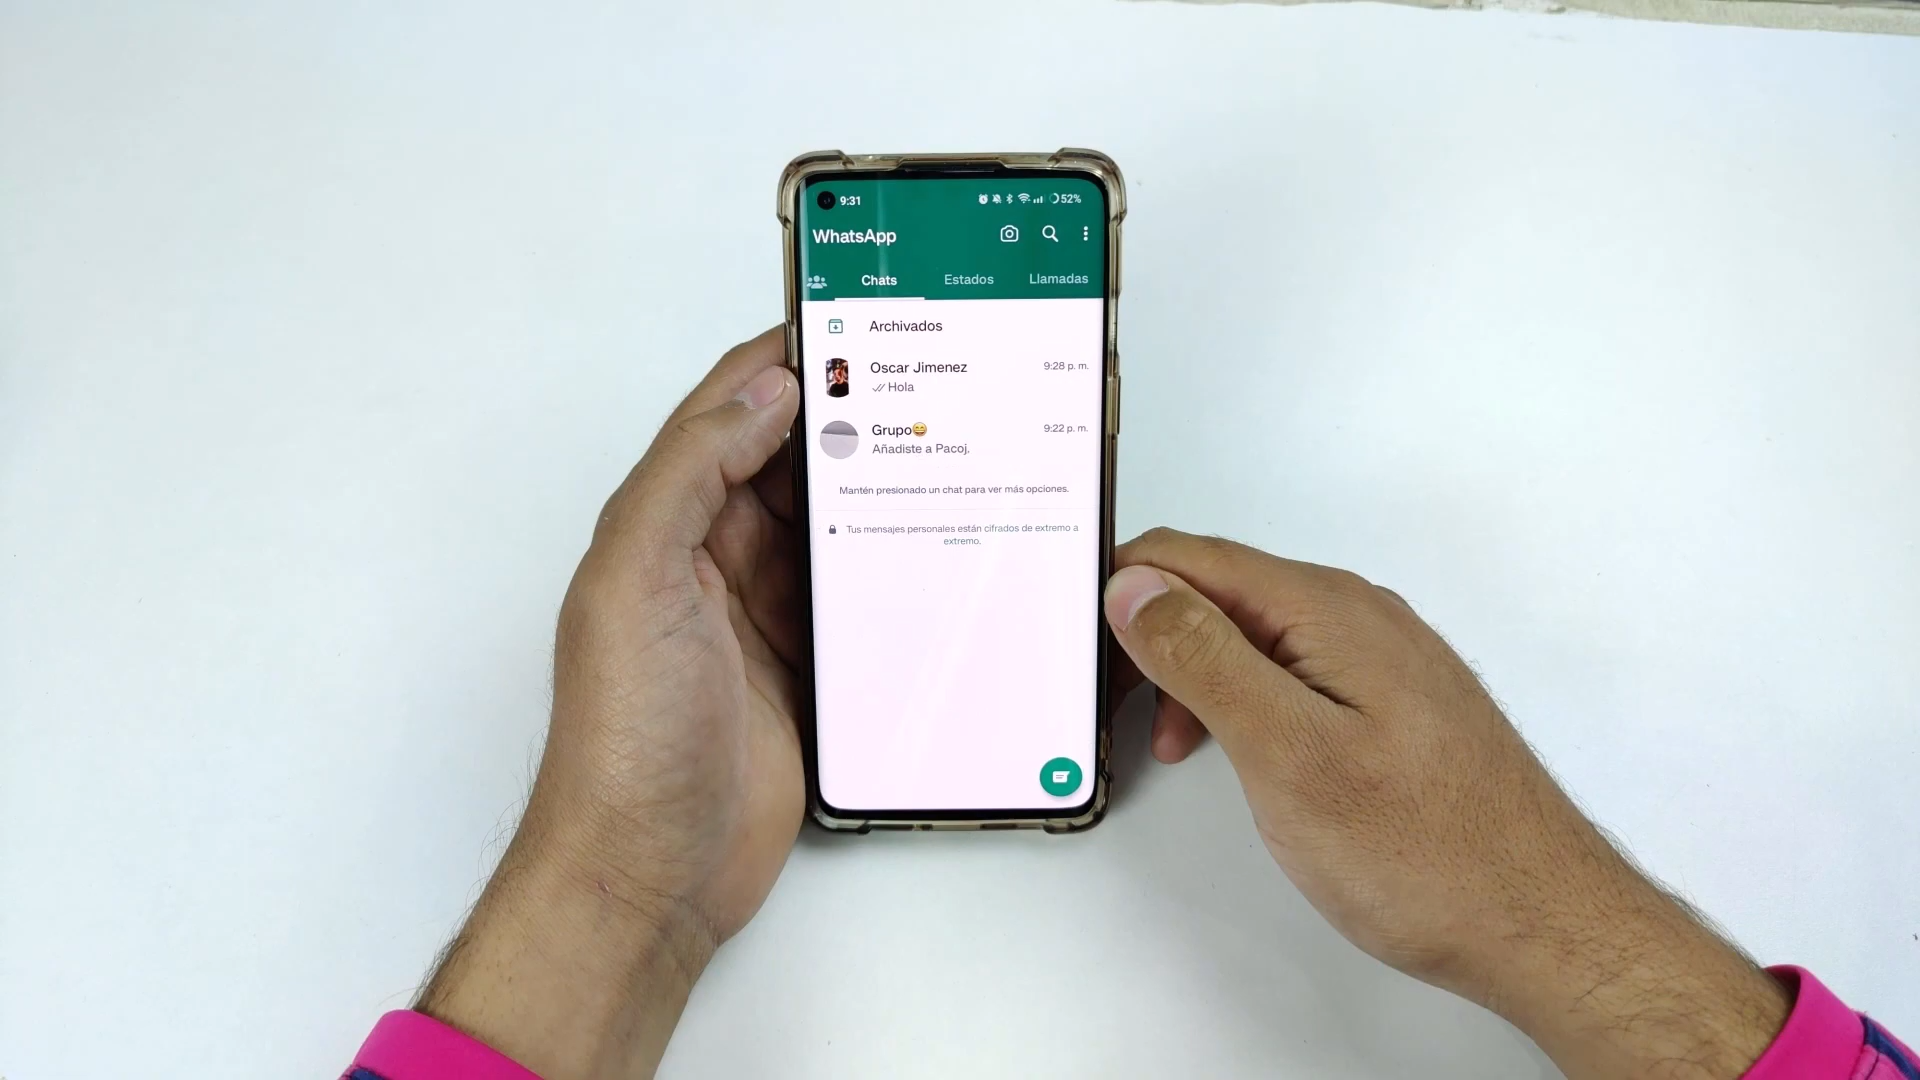 9:31 52%
WhatsApp
Chats Estados Llamadas
Archivados
Oscar Jimenez 9:28 p. m.
Hola
Grupo😄 9:22 p. m.
Añadiste a Pacoj.
Mantén presionado un chat para ver más opciones.
Tus mensajes personales están cifrados de extremo a
extremo.